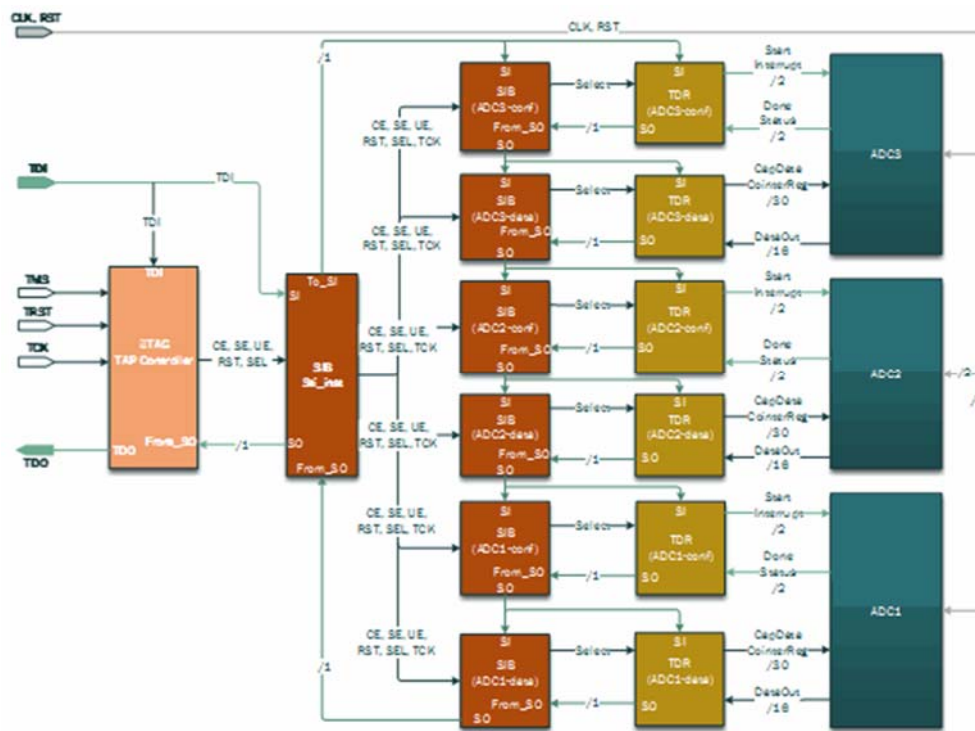 CLK, RST
CLK, RST
/1
SI
SIB
(ADC3-conf)
From_SO
SO
Select
/1
SI
TDR
(ADC3-conf)
SO
Start
Interrupt
/2
Done
Status
/2
ADC3
CE, SE, UE,
RST, SEL, TCK
TDI
TDI
TDI
SI
SIB
(ADC3-data)
From_SO
SO
Select
/1
SI
TDR
(ADC3-data)
SO
/30
DataOut
/16
CE, SE, UE,
RST, SEL, TCK
TMS
TRST
TCK
TDO
TDI
TAP Controller
From_SO
TDO
CE, SE, UE,
RST, SEL
/1
To_SI
SI
SIB
SO
From_SO
CE, SE, UE,
RST, SEL, TCK
SI
SIB
(ADC2-conf)
From_SO
SO
Select
/1
SI
TDR
(ADC2-conf)
SO
Start
Interrupt
/2
Done
Status
/2
ADC2
/2
CE, SE, UE,
RST, SEL, TCK
SI
SIB
(ADC2-data)
From_SO
SO
Select
/1
SI
TDR
(ADC2-data)
SO
/30
DataOut
/16
CE, SE, UE,
RST, SEL, TCK
SI
SIB
(ADC1-conf)
From_SO
SO
Select
/1
SI
TDR
(ADC1-conf)
SO
Start
Interrupt
/2
Done
Status
/2
ADC1
CE, SE, UE,
RST, SEL, TCK
/1
SI
SIB
(ADC1-data)
From_SO
SO
Select
/1
SI
TDR
(ADC1-data)
SO
/30
DataOut
/16